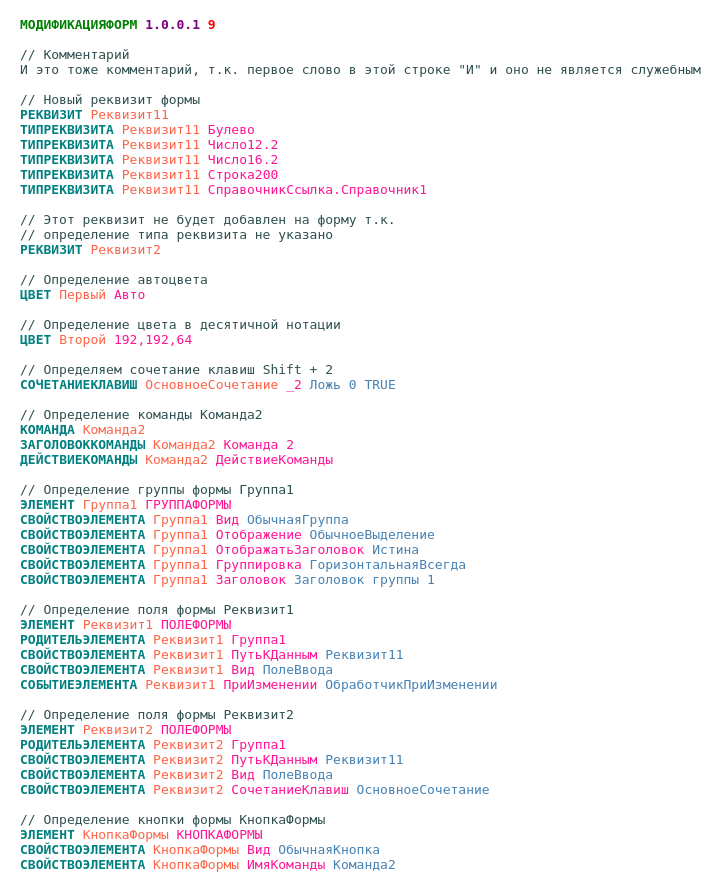 МОДИФИКАЦИЯФОРМ 1.0.0.1 9
// Комментарий
И это тоже комментарий, т.к. первое слово в этой строке "И" и оно не является служебным
// Новый реквизит формы
РЕКВИЗИТ Реквизит11
ТИПРЕКВИЗИТА Реквизит11 Булево
ТИПРЕКВИЗИТА Реквизит11 Число12.2
ТИПРЕКВИЗИТА Реквизит11 Число16.2
ТИПРЕКВИЗИТА Реквизит11 Строка200
ТИПРЕКВИЗИТА Реквизит11 СправочникСсылка.Справочник1
// Этот реквизит не будет добавлен на форму т.к.
// определение типа реквизита не указано
РЕКВИЗИТ Реквизит2
// Определение автоцвета
ЦВЕТ Первый Авто
// Определение цвета в десятичной нотации
ЦВЕТ Второй 192,192,64
// Определяем сочетание клавиш Shift + 2
СОЧЕТАНИЕКЛАВИШ ОсновноеСочетание _2 Ложь 0 TRUE
// Определение команды Команда2
КОМАНДА Команда2
ЗАГОЛОВОККОМАНДЫ Команда2 Команда 2
ДЕЙСТВИЕКОМАНДЫ Команда2 ДействиеКоманды
// Определение группы формы Группа1
ЭЛЕМЕНТ Группа1 ГРУППАФОРМЫ
СВОЙСТВОЭЛЕМЕНТА Группа1 Вид ОбычнаяГруппа
СВОЙСТВОЭЛЕМЕНТА Группа1 Отображение ОбычноеВыделение
СВОЙСТВОЭЛЕМЕНТА Группа1 ОтображатьЗаголовок Истина
СВОЙСТВОЭЛЕМЕНТА Группа1 Группировка ГоризонтальнаяВсегда
СВОЙСТВОЭЛЕМЕНТА Группа1 Заголовок Заголовок группы 1
// Определение поля формы Реквизит1
ЭЛЕМЕНТ Реквизит1 ПОЛЕФОРМЫ
РОДИТЕЛЬЭЛЕМЕНТА Реквизит1 Группа1
СВОЙСТВОЭЛЕМЕНТА Реквизит1 ПутьКДанным Реквизит11
СВОЙСТВОЭЛЕМЕНТА Реквизит1 Вид ПолеВвода
СОБЫТИЕЭЛЕМЕНТА Реквизит1 ПриИзменении ОбработчикПриИзменении
// Определение поля формы Реквизит2
ЭЛЕМЕНТ Реквизит2 ПОЛЕФОРМЫ
РОДИТЕЛЬЭЛЕМЕНТА Реквизит2 Группа1
СВОЙСТВОЭЛЕМЕНТА Реквизит2 ПутьКДанным Реквизит11
СВОЙСТВОЭЛЕМЕНТА Реквизит2 Вид ПолеВвода
СВОЙСТВОЭЛЕМЕНТА Реквизит2 СочетаниеКлавиш ОсновноеСочетание
// Определение кнопки формы КнопкаФормы
ЭЛЕМЕНТ КнопкаФормы КНОПКАФОРМЫ
СВОЙСТВОЭЛЕМЕНТА КнопкаФормы Вид ОбычнаяКнопка
СВОЙСТВОЭЛЕМЕНТА КнопкаФормы ИмяКоманды Команда2